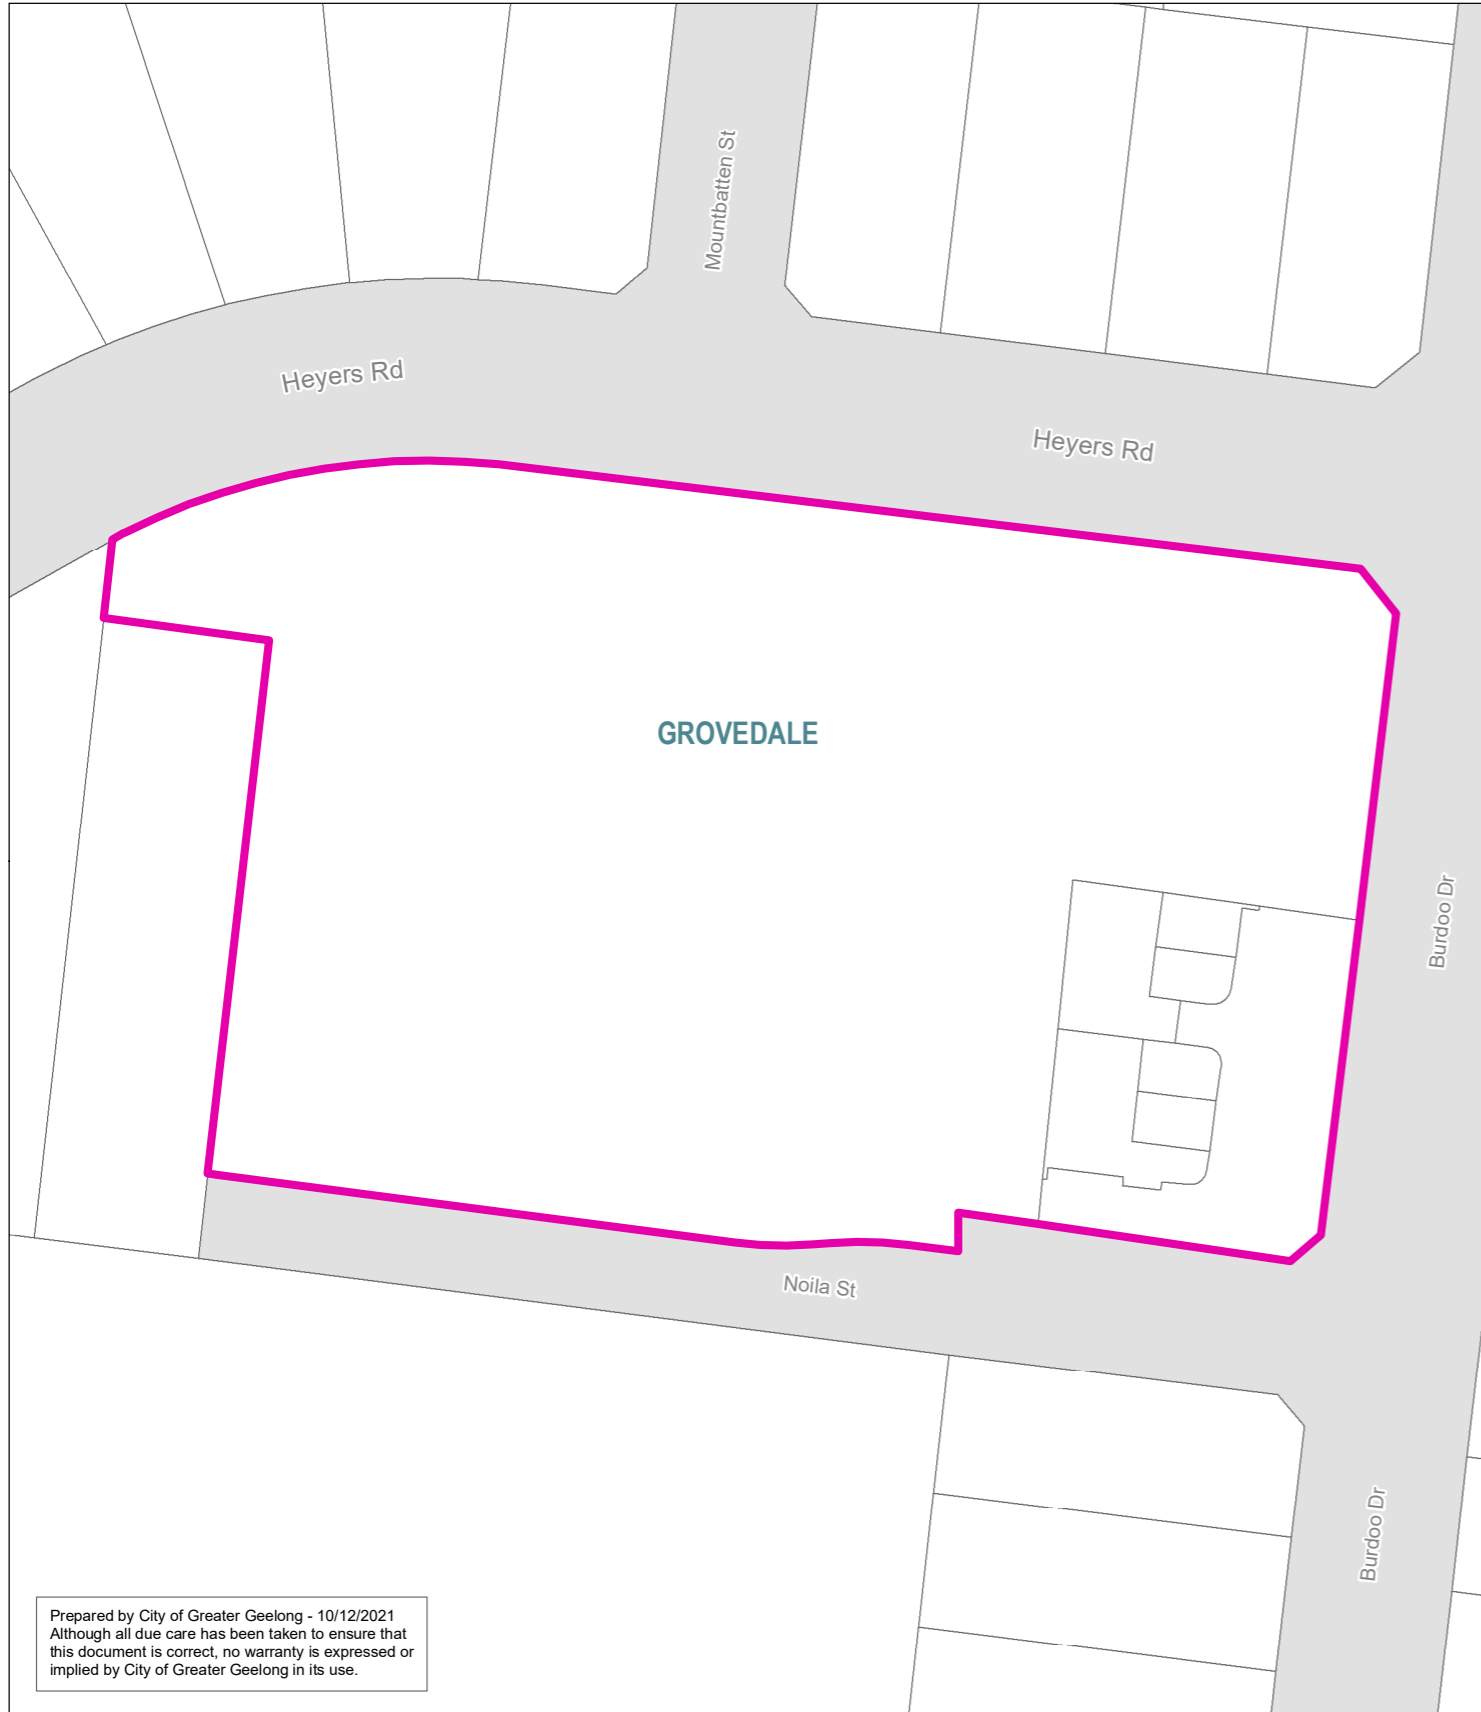 Mountbatten St
Heyers Rd
Heyers Rd
GROVEDALE
Burdoo Dr
Noila St
Burdoo Dr
Prepared by City of Greater Geelong - 10/12/2021
Although all due care has been taken to ensure that
this document is correct, no warranty is expressed or
implied by City of Greater Geelong in its use.